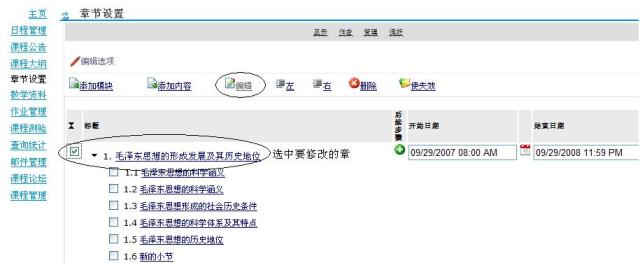 主页
日程管理
课程公告
课程大纲
章节设置
教学资料
作业管理
课程测验
查询统计
邮件管理
课程论坛
课程管理
章节设置
显示 作者 管理 通讯
编辑选项
添加模块 添加内容 编辑 左 右 删除 使失效
标题 后续步骤 开始日期 结束日期
1. 毛泽东思想的形成发展及其历史地位 选中要修改的章 09/29/2007 08:00 AM 09/29/2008 11:59 PM
1.1 毛泽东思想的科学涵义
1.2 毛泽东思想的科学涵义
1.3 毛泽东思想形成的社会历史条件
1.4 毛泽东思想的科学体系及其特点
1.5 毛泽东思想的历史地位
1.6 新的小节